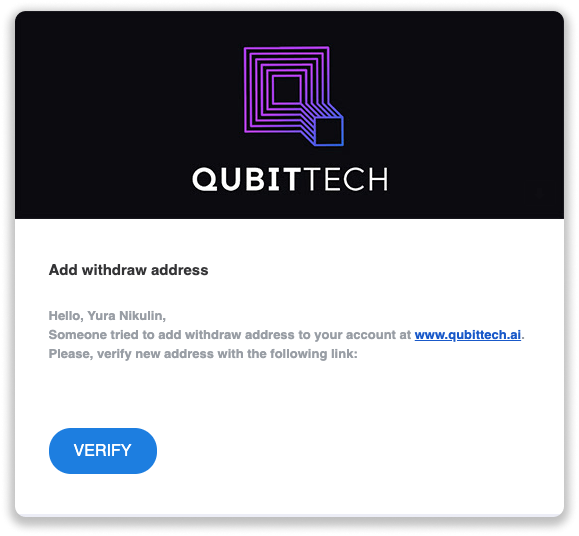 QUBITTECH
Add withdraw address
Hello, Yura Nikulin,
Someone tried to add withdraw address to your account at www.qubittech.ai.
Please, verify new address with the following link:
VERIFY